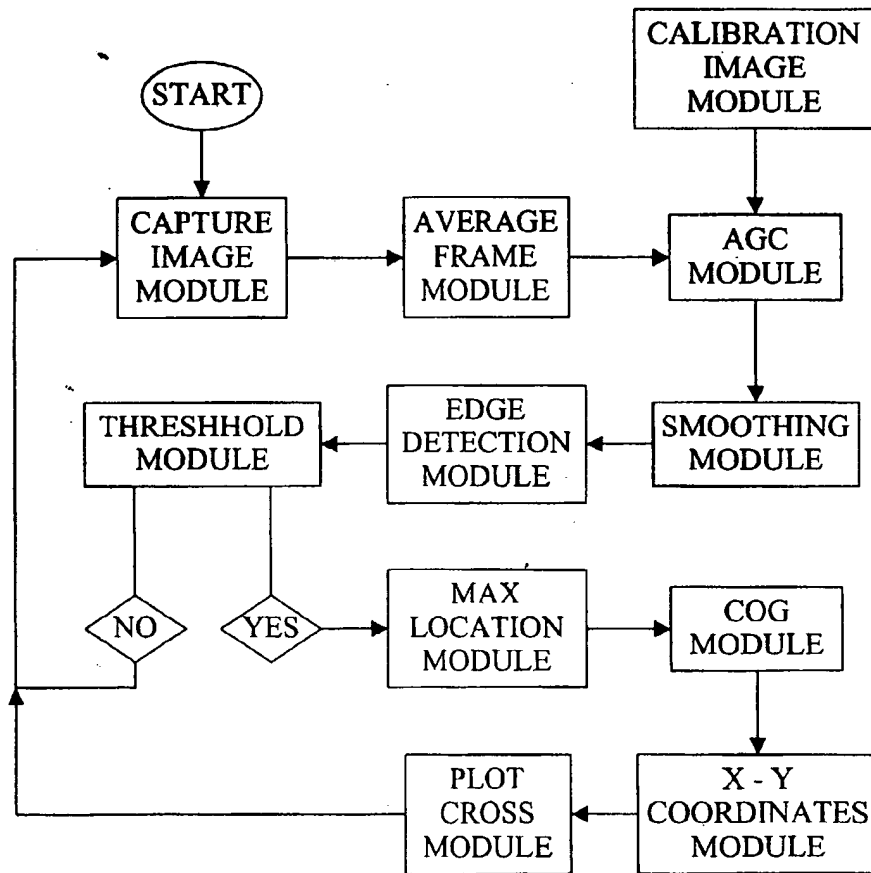 CALIBRATION
IMAGE
MODULE
START
CAPTURE
IMAGE
MODULE
AVERAGE
FRAME
MODULE
AGC
MODULE
THRESHHOLD
MODULE
EDGE
DETECTION
MODULE
SMOOTHING
MODULE
NO
YES
MAX
LOCATION
MODULE
COG
MODULE
PLOT
CROSS
MODULE
X - Y
COORDINATES
MODULE